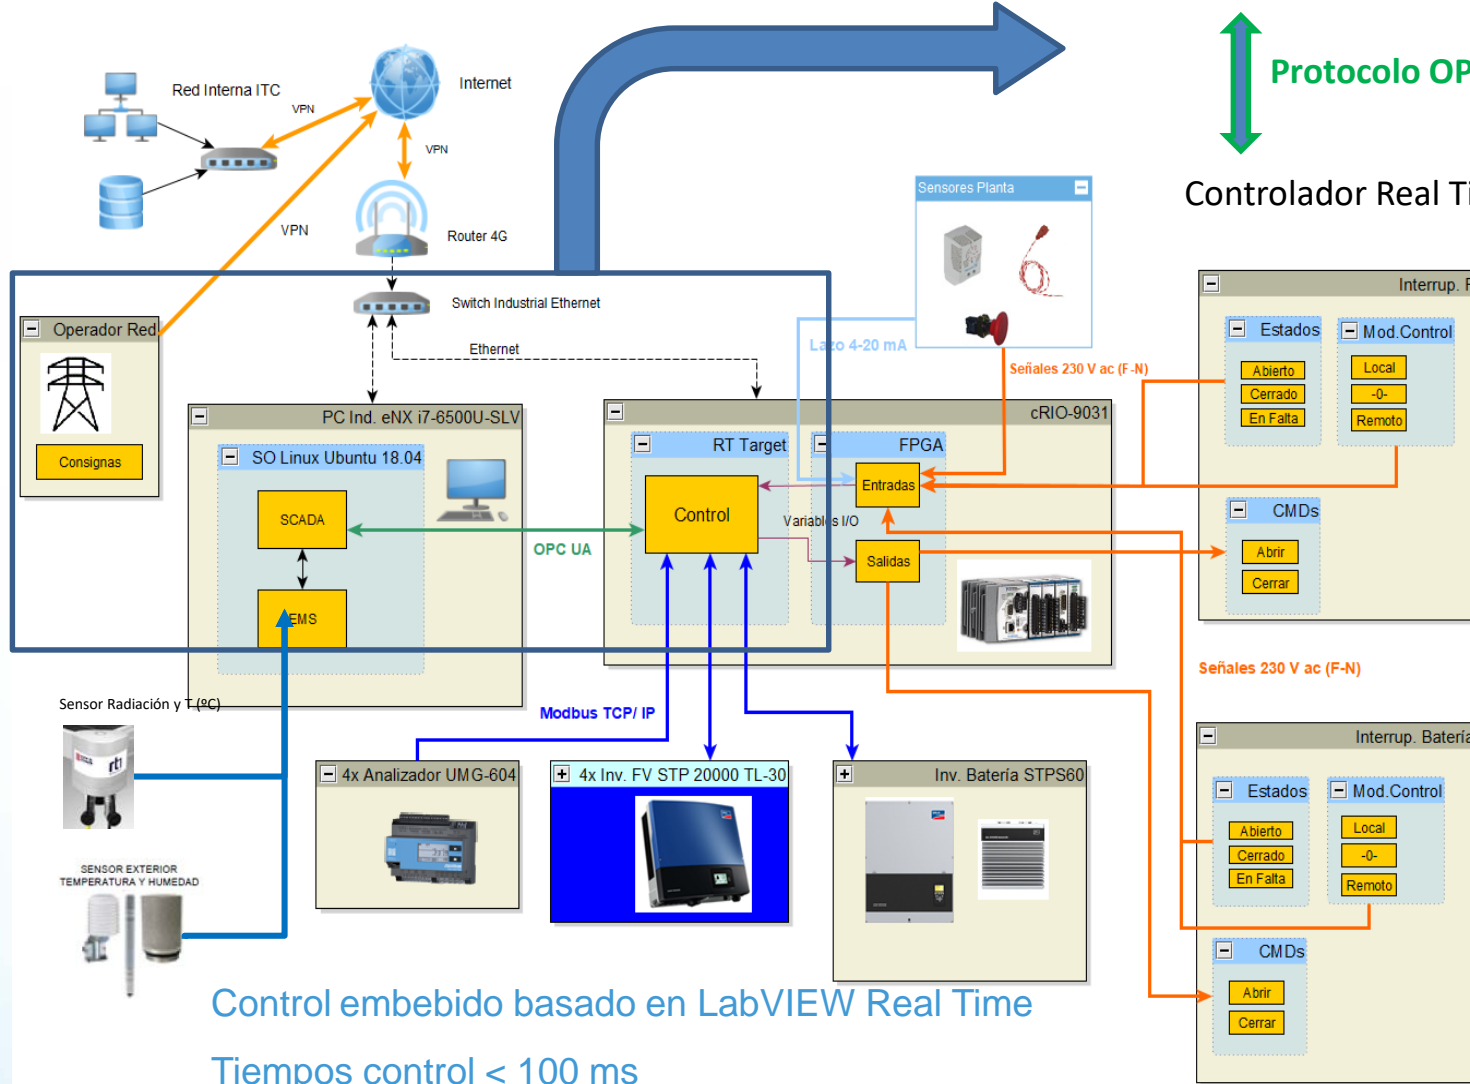 Red Interna ITC
VPN
Internet
VPN
VPN
Router 4G
Switch Industrial Ethernet
Ethernet
Protocolo OP
Controlador Real Ti
Sensores Planta
Lazo 4-20 mA
Señales 230 V ac (F-N)
Operador Red
Consignas
PC Ind. eNX i7-6500U-SLV
SO Linux Ubuntu 18.04
SCADA
EMS
OPC UA
cRIO-9031
RT Target
Control
FPGA
Entradas
Variables I/O
Salidas
Interrup. F
Estados
Abierto
Cerrado
En Falta
Mod.Control
Local
-0-
Remoto
CMDs
Abrir
Cerrar
Señales 230 V ac (F-N)
Sensor Radiación y T (ºC)
rt1
SENSOR EXTERIOR
TEMPERATURA Y HUMEDAD
Modbus TCP/ IP
4x Analizador UMG-604
4x Inv. FV STP 20000 TL-30
Inv. Batería STPS60
Interrup. Batería
Estados
Abierto
Cerrado
En Falta
Mod.Control
Local
-0-
Remoto
CMDs
Abrir
Cerrar
Control embebido basado en LabVIEW Real Time
Tiempos control < 100 ms